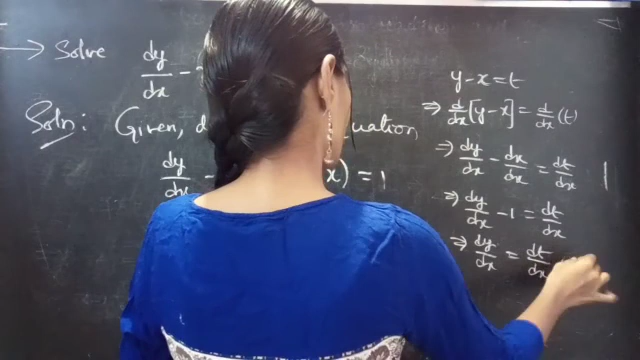 → Solve dy/dx -
Soln: Given, d uation
dy/dx - x) = 1
y - x = t
⇒ d/dx [y - x] = d/dx (t)
⇒ dy/dx - dx/dx = dt/dx
⇒ dy/dx - 1 = dt/dx
⇒ dy/dx = dt/dx